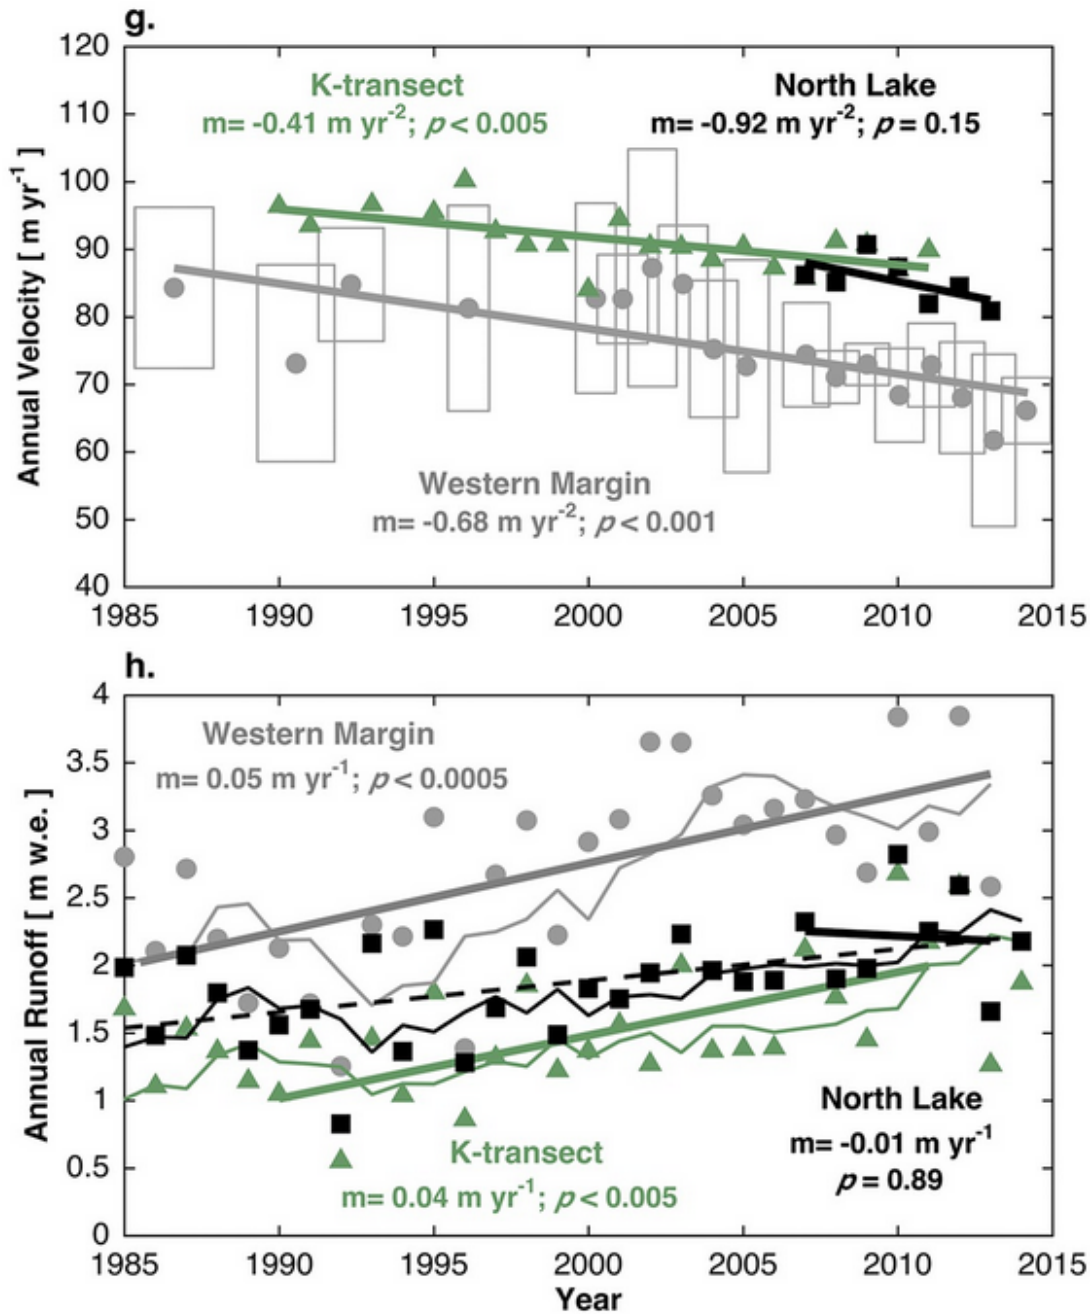 g.
120
110
100
90
80
70
60
50
40
Annual Velocity [ m yr⁻¹ ]
K-transect
m= -0.41 m yr⁻²; p < 0.005
North Lake
m= -0.92 m yr⁻²; p = 0.15
Western Margin
m= -0.68 m yr⁻²; p < 0.001
1985 1990 1995 2000 2005 2010 2015
h.
4
3.5
3
2.5
2
1.5
1
0.5
0
Annual Runoff [ m w.e. ]
Western Margin
m= 0.05 m yr⁻¹; p < 0.0005
North Lake
m= -0.01 m yr⁻¹
p = 0.89
K-transect
m= 0.04 m yr⁻¹; p < 0.005
1985 1990 1995 2000 2005 2010 2015
Year